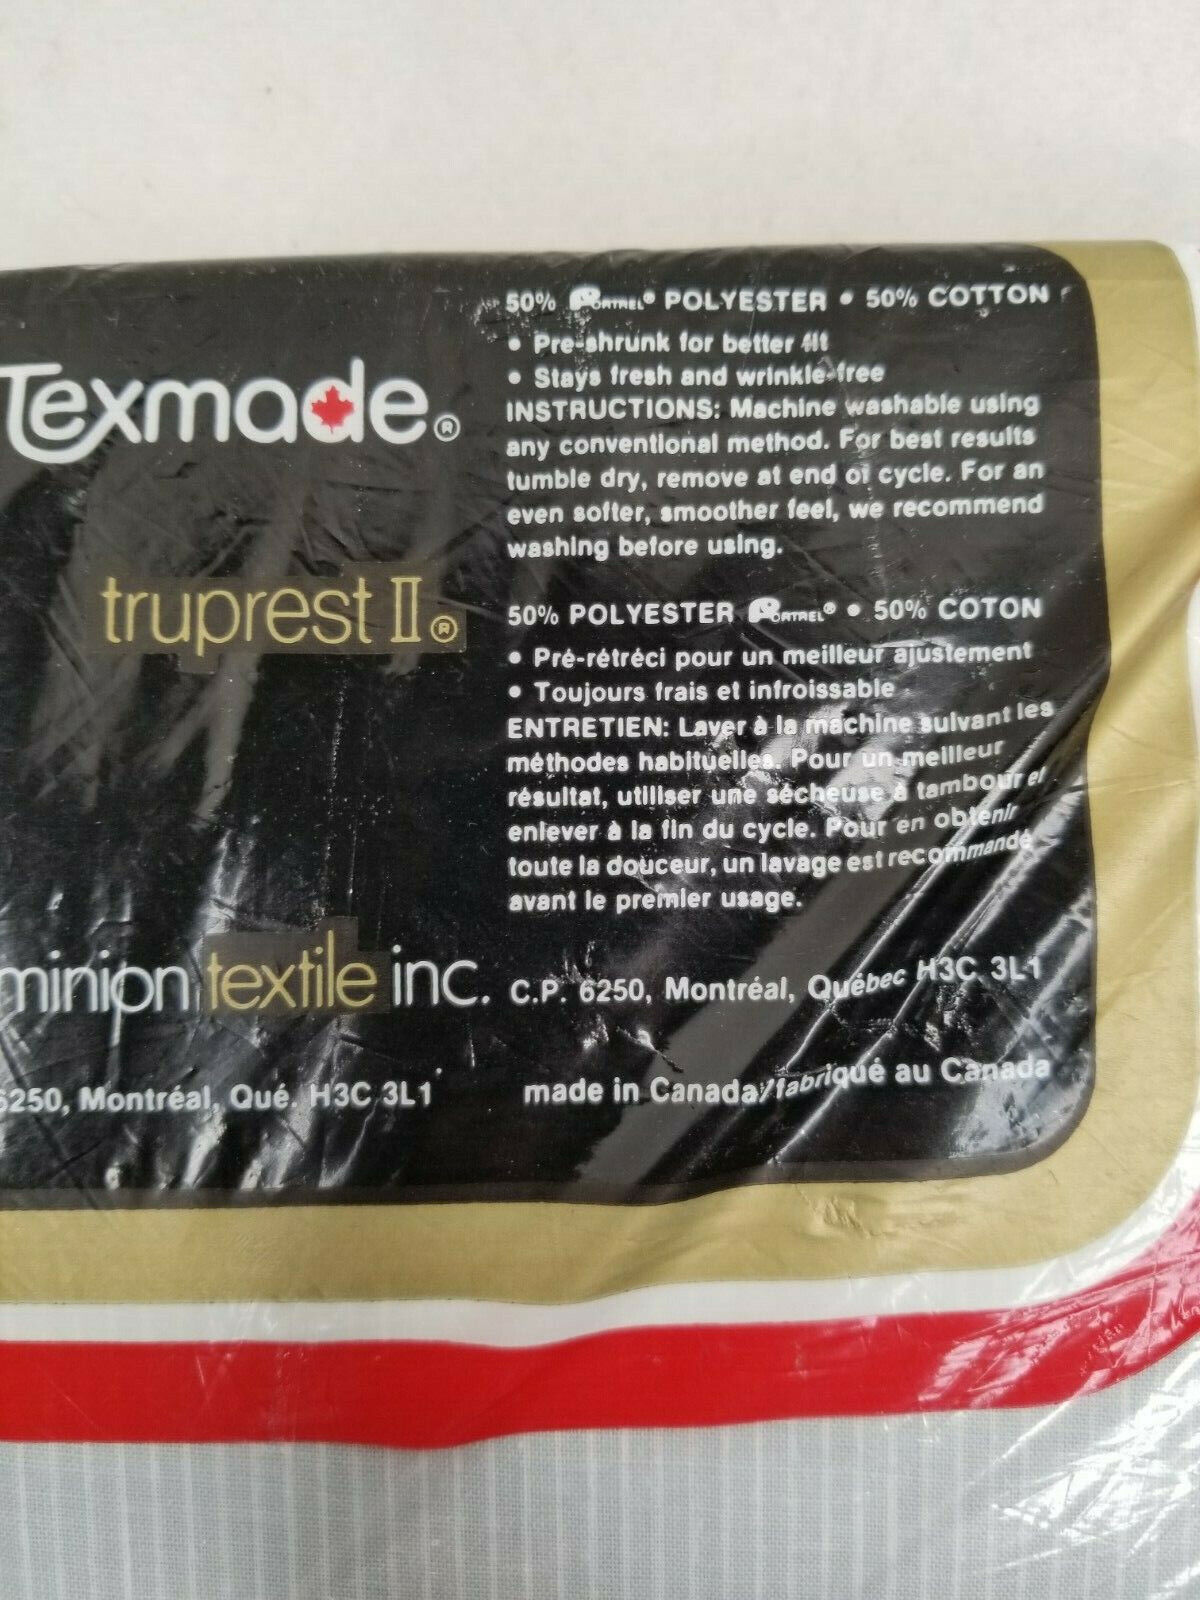 Texmade®
truprest II®
minion textile inc.
6250, Montréal, Qué. H3C 3L1
50% FORTREL® POLYESTER • 50% COTTON
• Pre-shrunk for better fit
• Stays fresh and wrinkle-free
INSTRUCTIONS: Machine washable using
any conventional method. For best results
tumble dry, remove at end of cycle. For an
even softer, smoother feel, we recommend
washing before using.
50% POLYESTER FORTREL® • 50% COTON
• Pré-rétréci pour un meilleur ajustement
• Toujours frais et infroissable
ENTRETIEN: Laver à la machine suivant les
méthodes habituelles. Pour un meilleur
résultat, utiliser une sécheuse à tambour et
enlever à la fin du cycle. Pour en obtenir
toute la douceur, un lavage est recommandé
avant le premier usage.
C.P. 6250, Montréal, Québec H3C 3L1
made in Canada/fabriqué au Canada